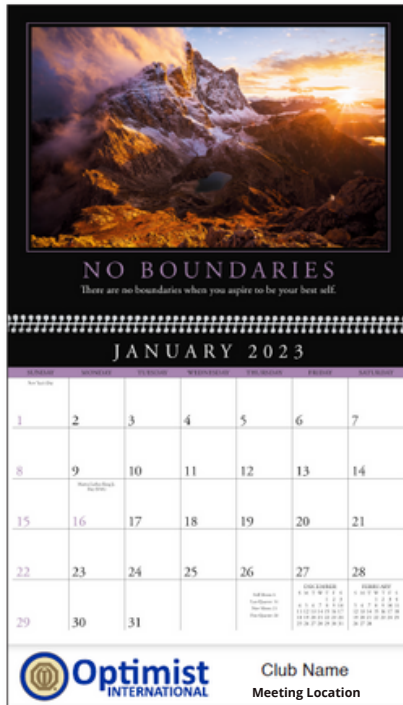 NO BOUNDARIES
There are no boundaries when you aspire to be your best self.
JANUARY 2023
SUNDAY MONDAY TUESDAY WEDNESDAY THURSDAY FRIDAY SATURDAY
New Year's Day
1 2 3 4 5 6 7
8 9 10 11 12 13 14
15 16 17 18 19 20 21
22 23 24 25 26 27 28
DECEMBER FEBRUARY
29 30 31
Optimist
INTERNATIONAL
Club Name
Meeting Location